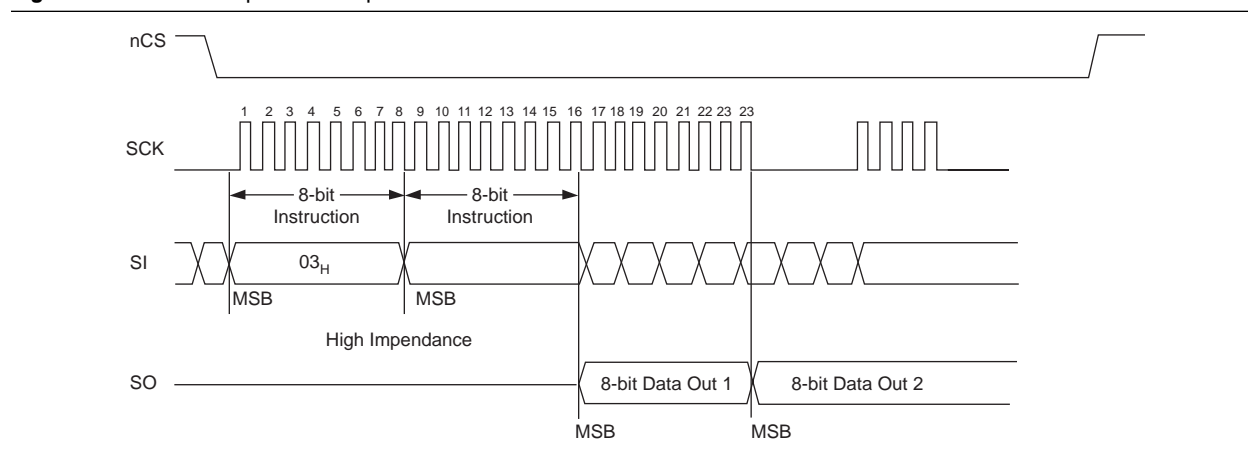 nCS
1 2 3 4 5 6 7 8 9 10 11 12 13 14 15 16 17 18 19 20 21 22 23 23
SCK
8-bit Instruction
8-bit Instruction
SI
03H
MSB
MSB
High Impendance
SO
8-bit Data Out 1
8-bit Data Out 2
MSB
MSB